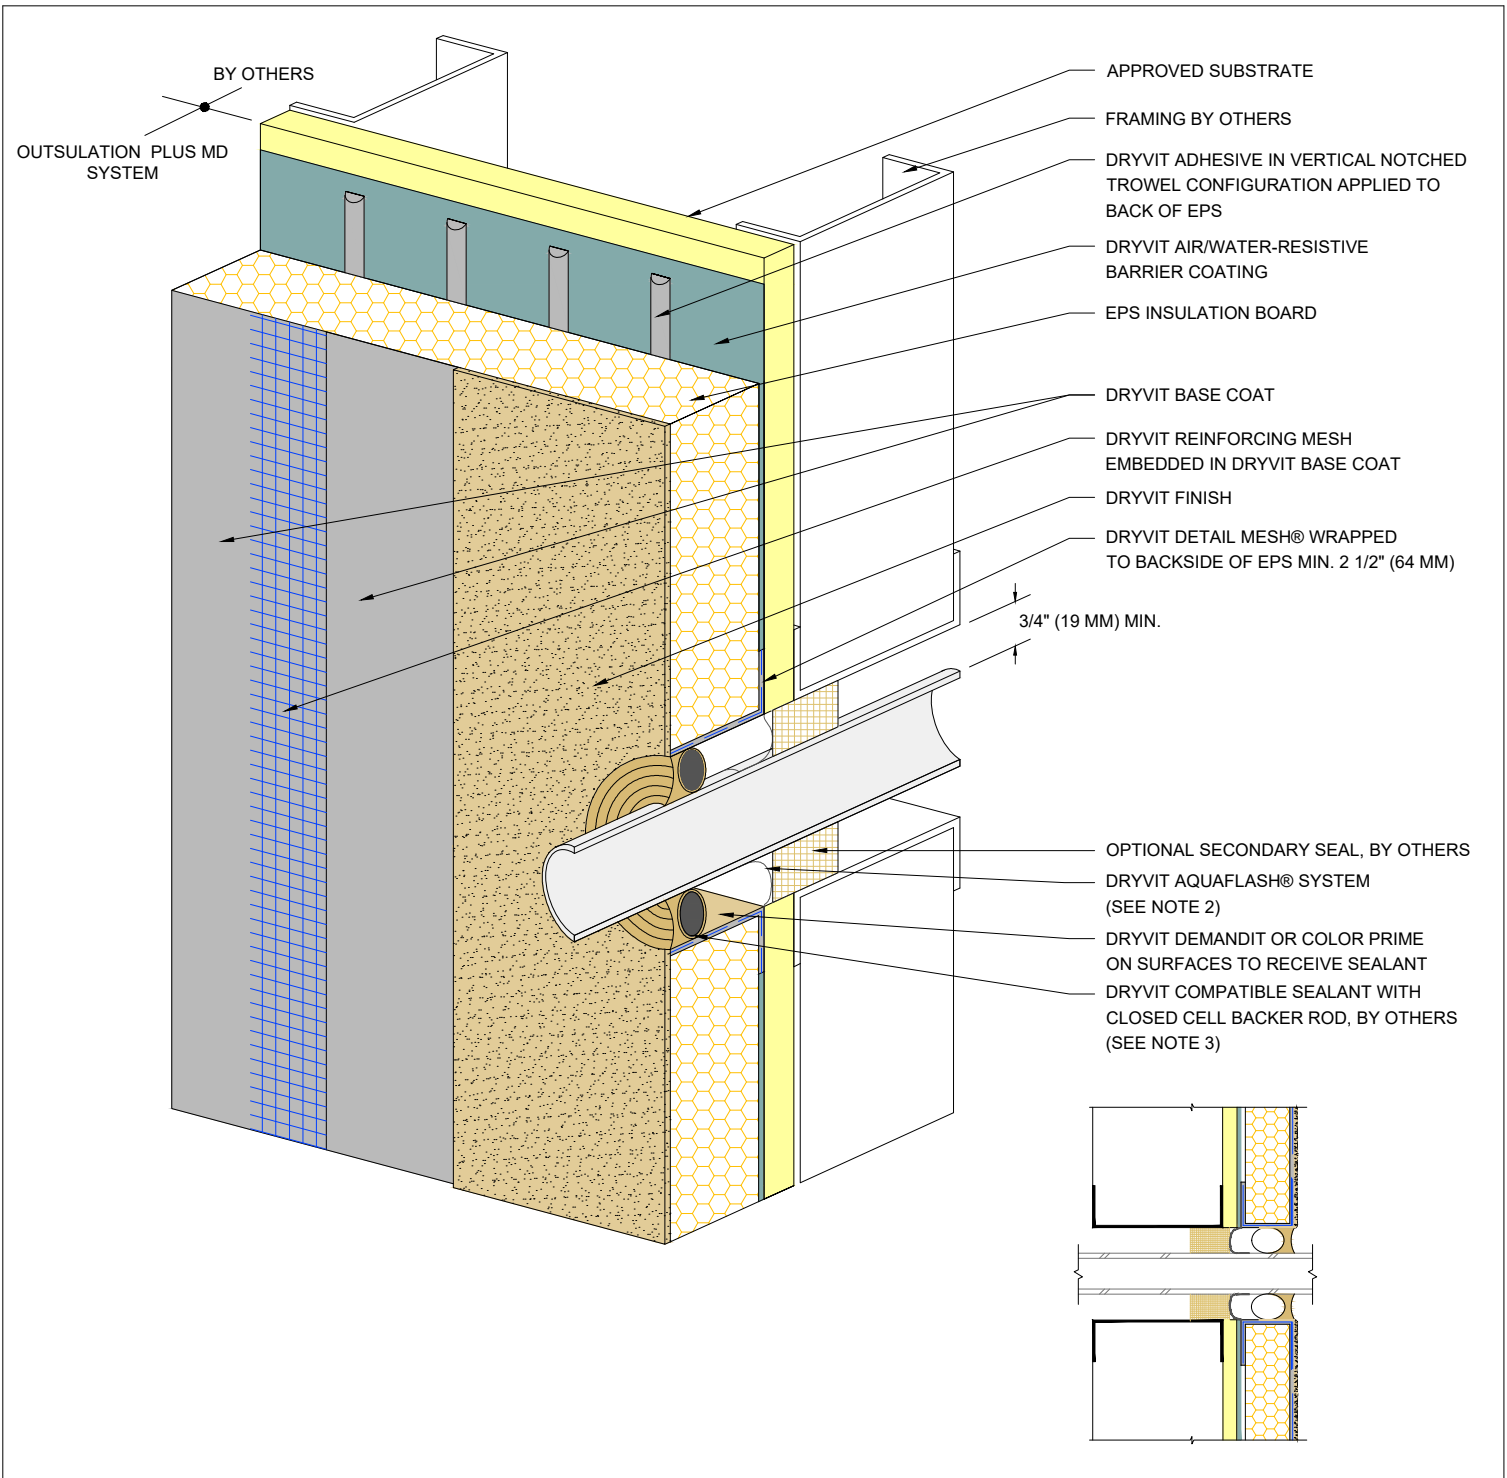 BY OTHERS
OUTSULATION PLUS MD
SYSTEM
APPROVED SUBSTRATE
FRAMING BY OTHERS
DRYVIT ADHESIVE IN VERTICAL NOTCHED
TROWEL CONFIGURATION APPLIED TO
BACK OF EPS
DRYVIT AIR/WATER-RESISTIVE
BARRIER COATING
EPS INSULATION BOARD
DRYVIT BASE COAT
DRYVIT REINFORCING MESH
EMBEDDED IN DRYVIT BASE COAT
DRYVIT FINISH
DRYVIT DETAIL MESH® WRAPPED
TO BACKSIDE OF EPS MIN. 2 1/2" (64 MM)
3/4" (19 MM) MIN.
OPTIONAL SECONDARY SEAL, BY OTHERS
DRYVIT AQUAFLASH® SYSTEM
(SEE NOTE 2)
DRYVIT DEMANDIT OR COLOR PRIME
ON SURFACES TO RECEIVE SEALANT
DRYVIT COMPATIBLE SEALANT WITH
CLOSED CELL BACKER ROD, BY OTHERS
(SEE NOTE 3)